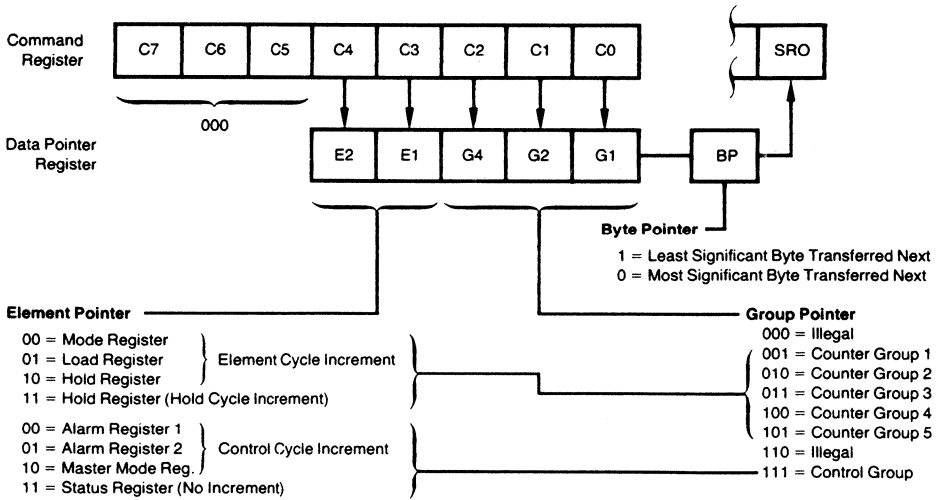 Command
Register
C7 C6 C5 C4 C3 C2 C1 C0
SRO
000
Data Pointer
Register
E2 E1 G4 G2 G1
BP
Byte Pointer
1 = Least Significant Byte Transferred Next
0 = Most Significant Byte Transferred Next
Element Pointer
00 = Mode Register
01 = Load Register
10 = Hold Register
Element Cycle Increment
11 = Hold Register (Hold Cycle Increment)
00 = Alarm Register 1
01 = Alarm Register 2
10 = Master Mode Reg.
Control Cycle Increment
11 = Status Register (No Increment)
Group Pointer
000 = Illegal
001 = Counter Group 1
010 = Counter Group 2
011 = Counter Group 3
100 = Counter Group 4
101 = Counter Group 5
110 = Illegal
111 = Control Group